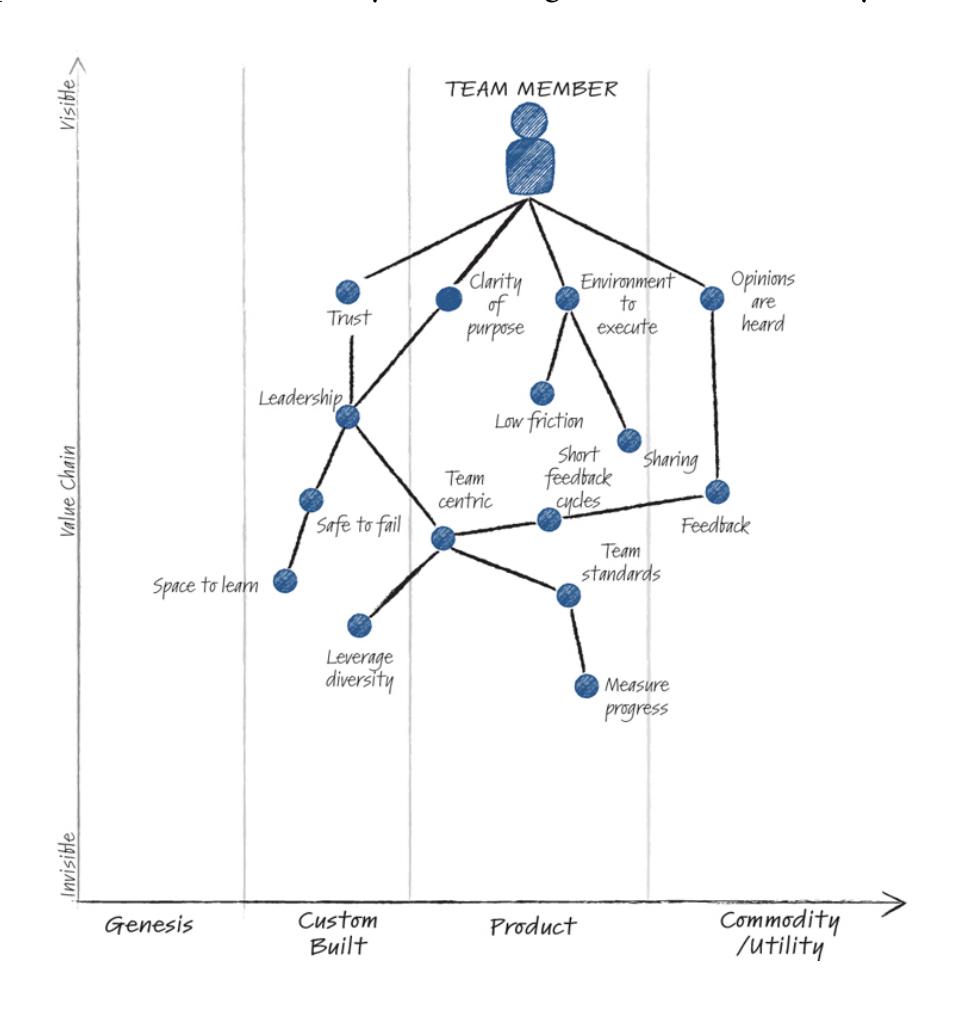 TEAM MEMBER
Visible
Clarity
of
purpose
Environment
to
execute
Opinions
are
heard
Trust
Leadership
Low friction
Sharing
Short
feedback
cycles
Team
centric
Value Chain
Safe to fail
Feedback
Team
standards
Space to learn
Leverage
diversity
Measure
progress
Invisible
Genesis
Custom
Built
Product
Commodity
/Utility